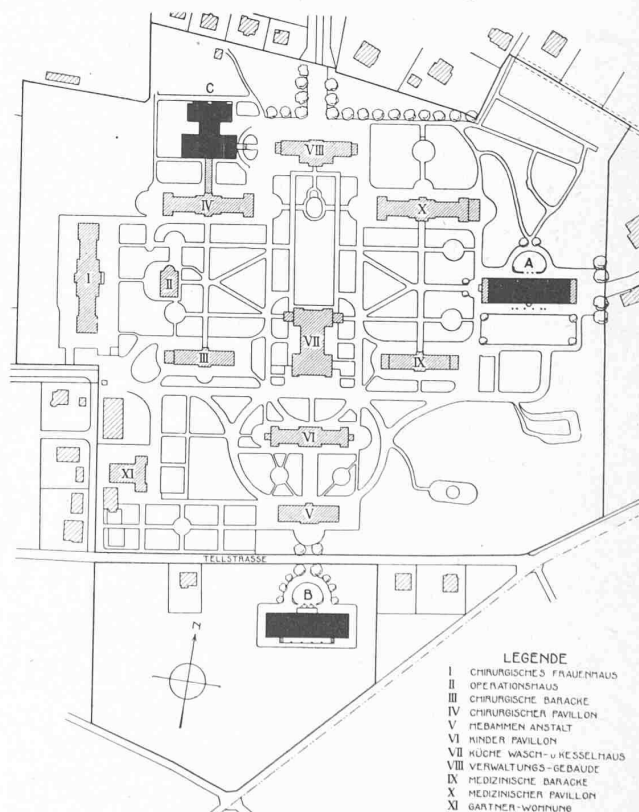 C
VIII
IV
X
I
II
A
VII
III
IX
VI
XI
V
TELLSTRASSE
B
N
LEGENDE
I CHIRURGISCHES FRAUENHAUS
II OPERATIONSHAUS
III CHIRURGISCHE BARACKE
IV CHIRURGISCHER PAVILLON
V HEBAMMEN ANSTALT
VI KINDER PAVILLON
VII KÜCHE WASCH- U. KESSELHAUS
VIII VERWALTUNGS-GEBÄUDE
IX MEDIZINISCHE BARACKE
X MEDIZINISCHER PAVILLON
XI GÄRTNER-WOHNUNG